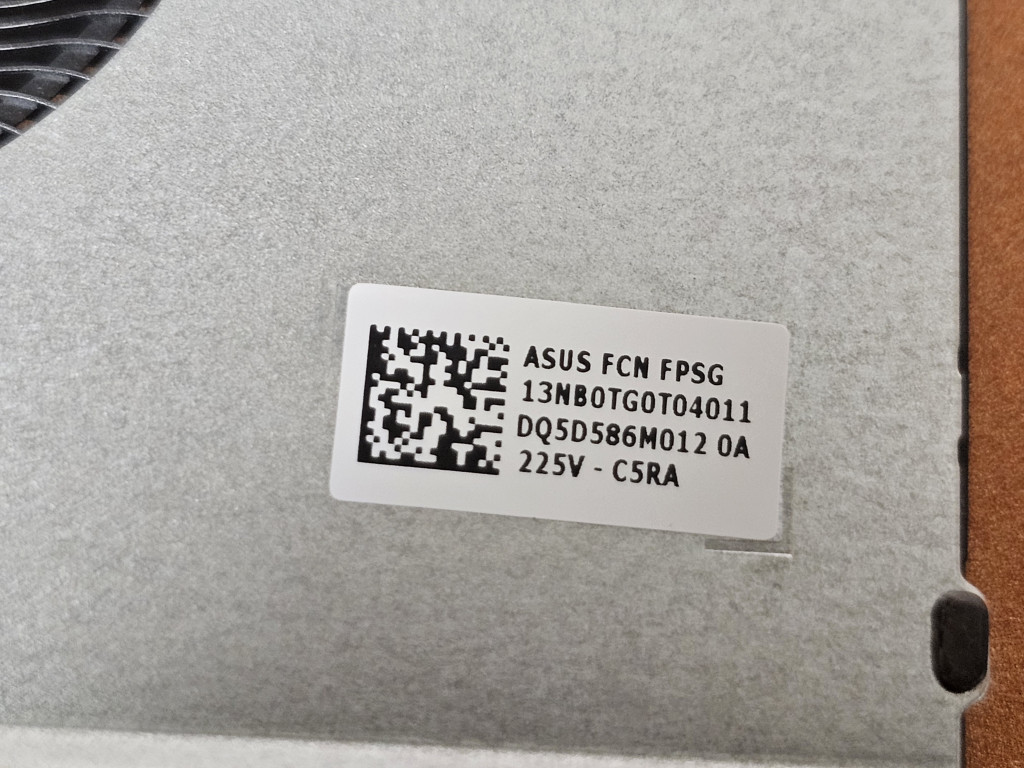 ASUS FCN FPSG
13NB0TG0T04011
DQ5D586M012 0A
225V - C5RA